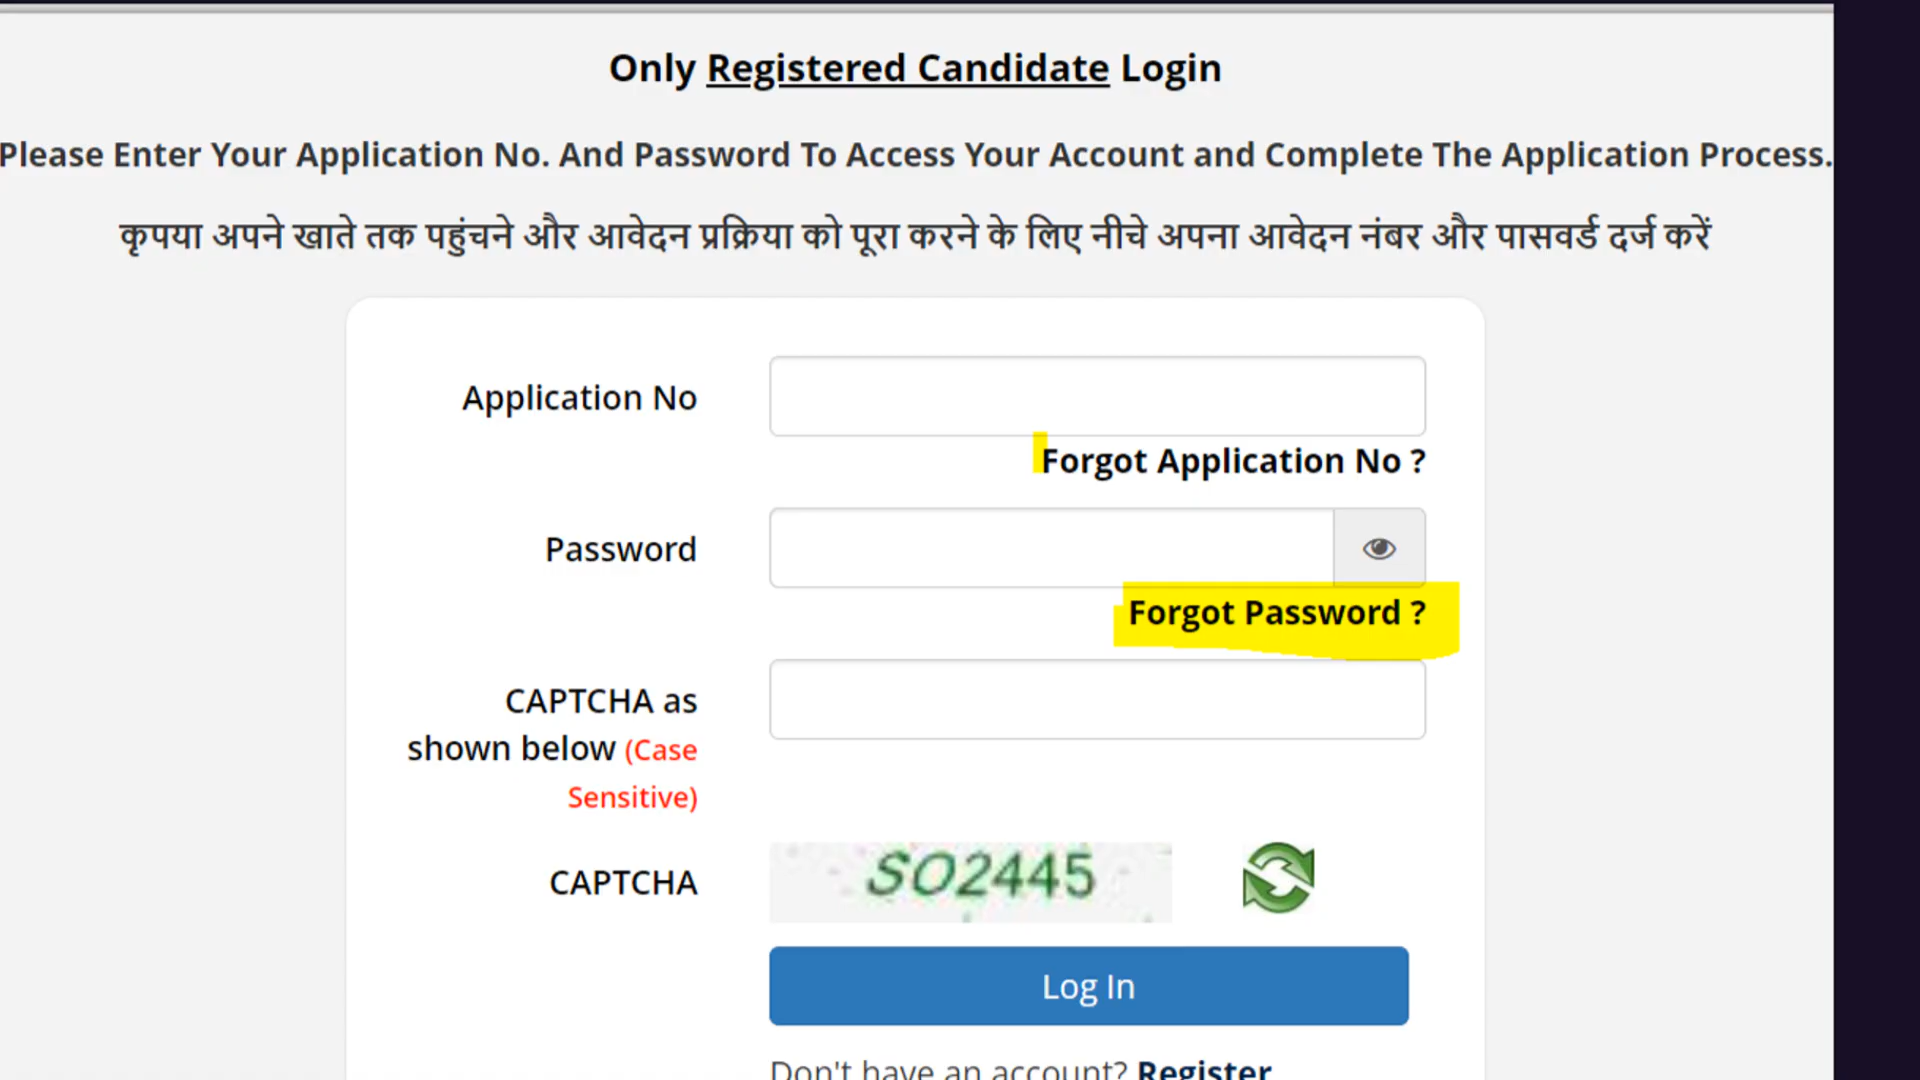 Only Registered Candidate Login
Please Enter Your Application No. And Password To Access Your Account and Complete The Application Process.
कृपया अपने खाते तक पहुंचने और आवेदन प्रक्रिया को पूरा करने के लिए नीचे अपना आवेदन नंबर और पासवर्ड दर्ज करें
Application No
Forgot Application No ?
Password
Forgot Password ?
CAPTCHA as
shown below (Case
Sensitive)
CAPTCHA
SO2445
Log In
Don't have an account? Register